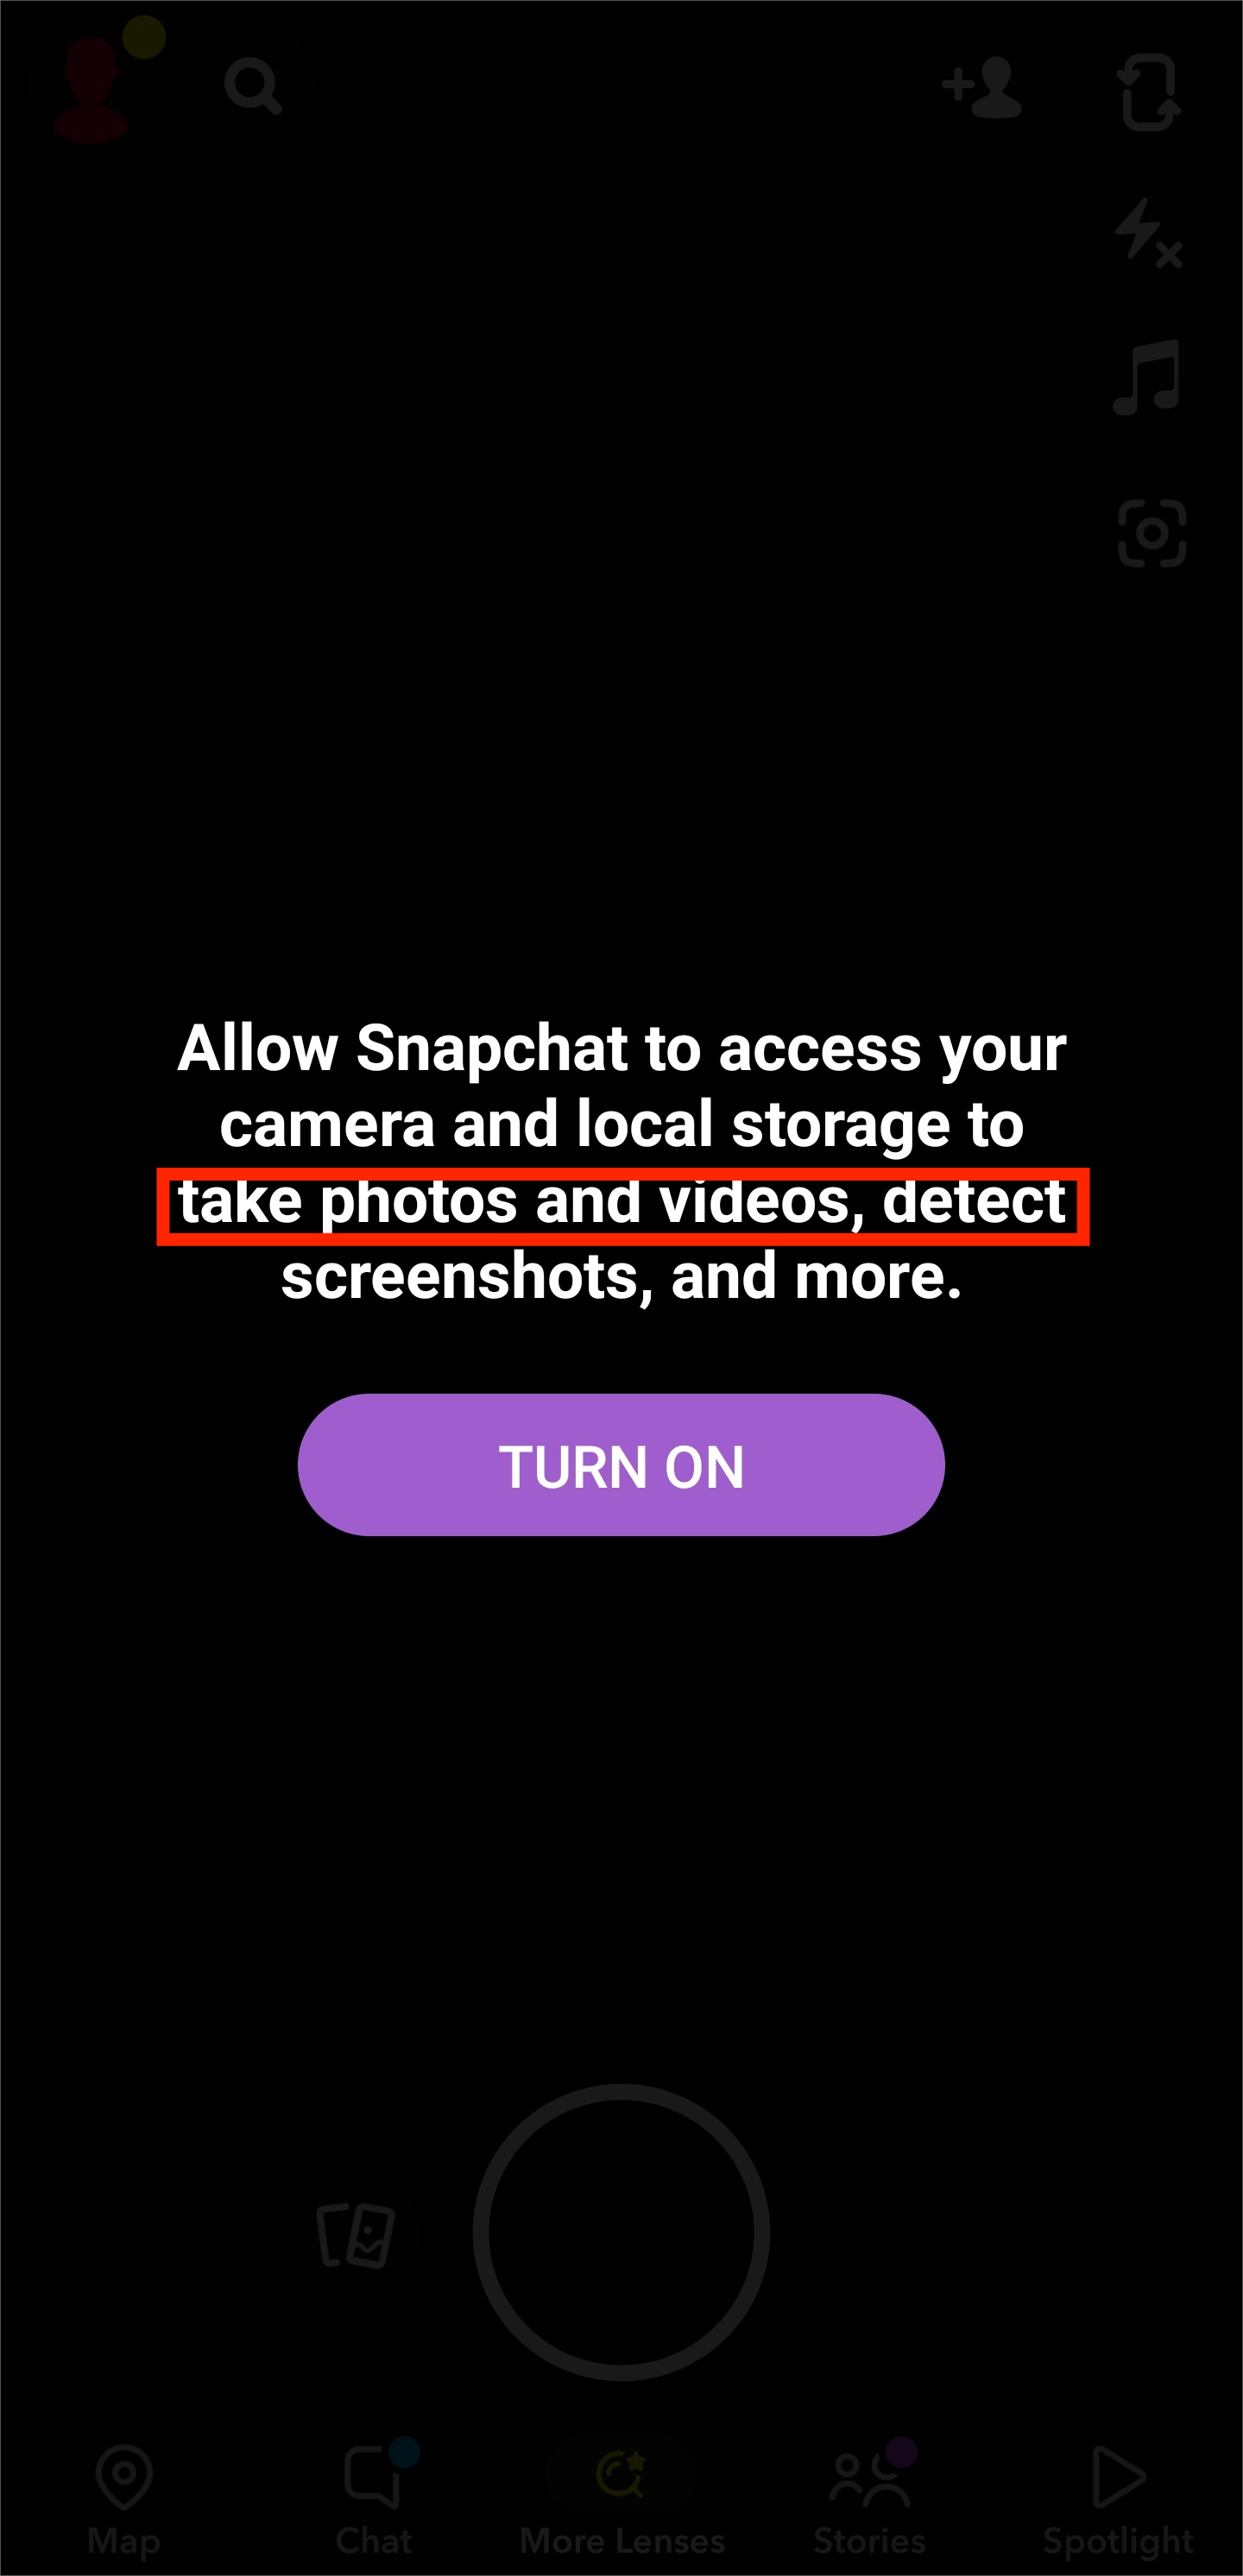 Allow Snapchat to access your
camera and local storage to
take photos and videos, detect
screenshots, and more.
TURN ON
Map
Chat
More Lenses
Stories
Spotlight